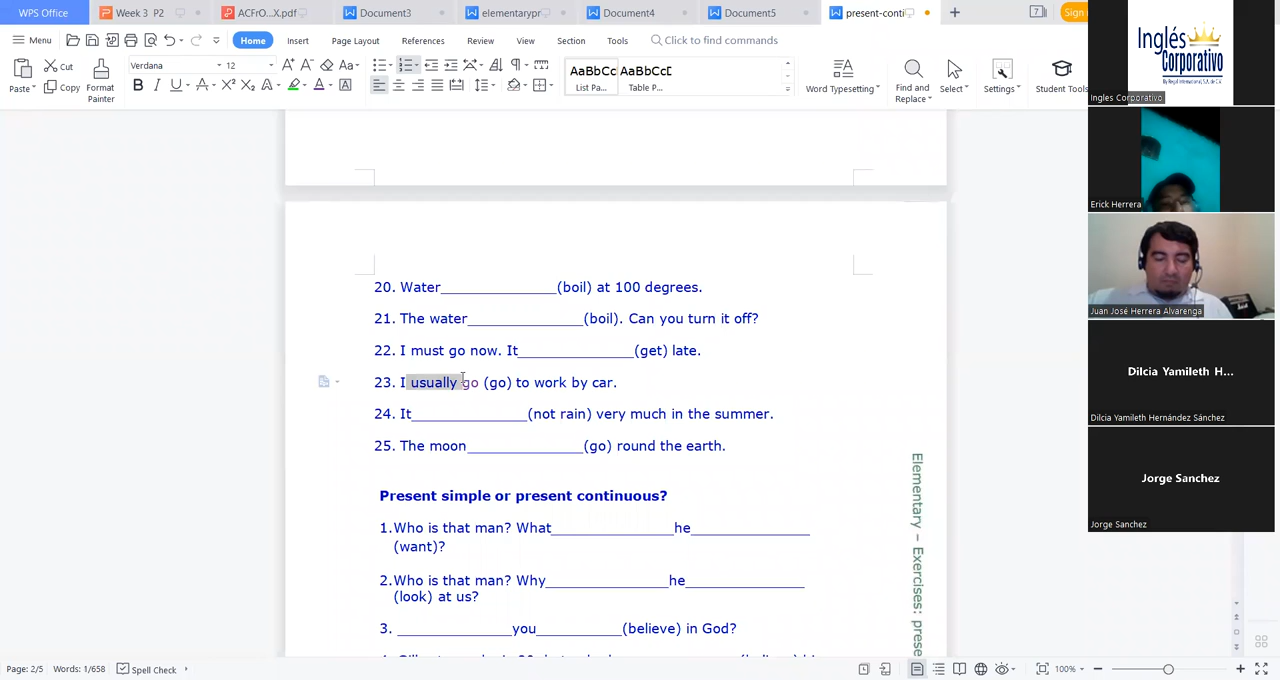 WPS Office
Week 3 P2
ACFrO...X.pdf
Document3
elementarypr
Document4
Document5
present-conti
Sign
Menu
Home
Insert
Page Layout
References
Review
View
Section
Tools
Click to find commands
Paste
Cut
Copy
Format
Painter
Verdana
12
AaBbCc
List Pa...
AaBbCcD
Table P...
Word Typesetting
Find and
Replace
Select
Settings
Student Tools
20. Water______________(boil) at 100 degrees.
21. The water______________(boil). Can you turn it off?
22. I must go now. It______________(get) late.
23. I usually go (go) to work by car.
24. It______________(not rain) very much in the summer.
25. The moon______________(go) round the earth.
Present simple or present continuous?
1.Who is that man? What______________he______________
(want)?
2.Who is that man? Why______________he______________
(look) at us?
3. ______________you__________(believe) in God?
Elementary – Exercises: prese
Page: 2/5
Words: 1/658
Spell Check
100%
Inglés
Corporativo
Ingles Corporativo
Erick Herrera
Juan José Herrera Alvarenga
Dilcia Yamileth H...
Dilcia Yamileth Hernández Sánchez
Jorge Sanchez
Jorge Sanchez